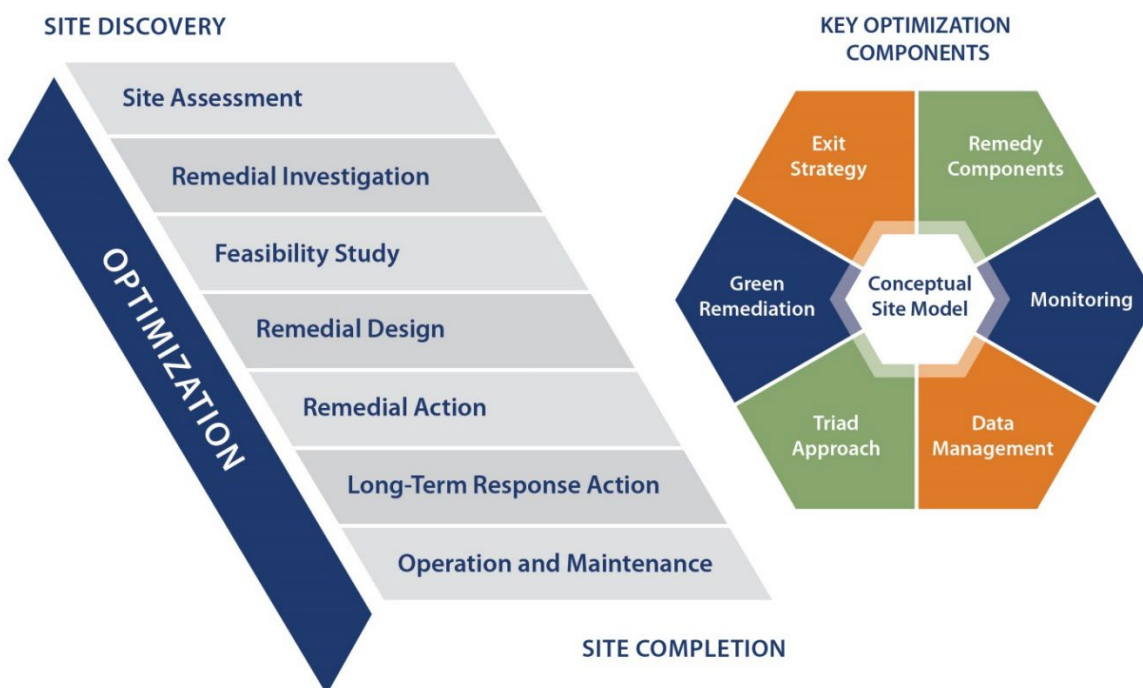 SITE DISCOVERY
Site Assessment
Remedial Investigation
Feasibility Study
Remedial Design
Remedial Action
Long-Term Response Action
Operation and Maintenance
OPTIMIZATION
SITE COMPLETION
KEY OPTIMIZATION
COMPONENTS
Exit
Strategy
Remedy
Components
Green
Remediation
Conceptual
Site Model
Monitoring
Triad
Approach
Data
Management